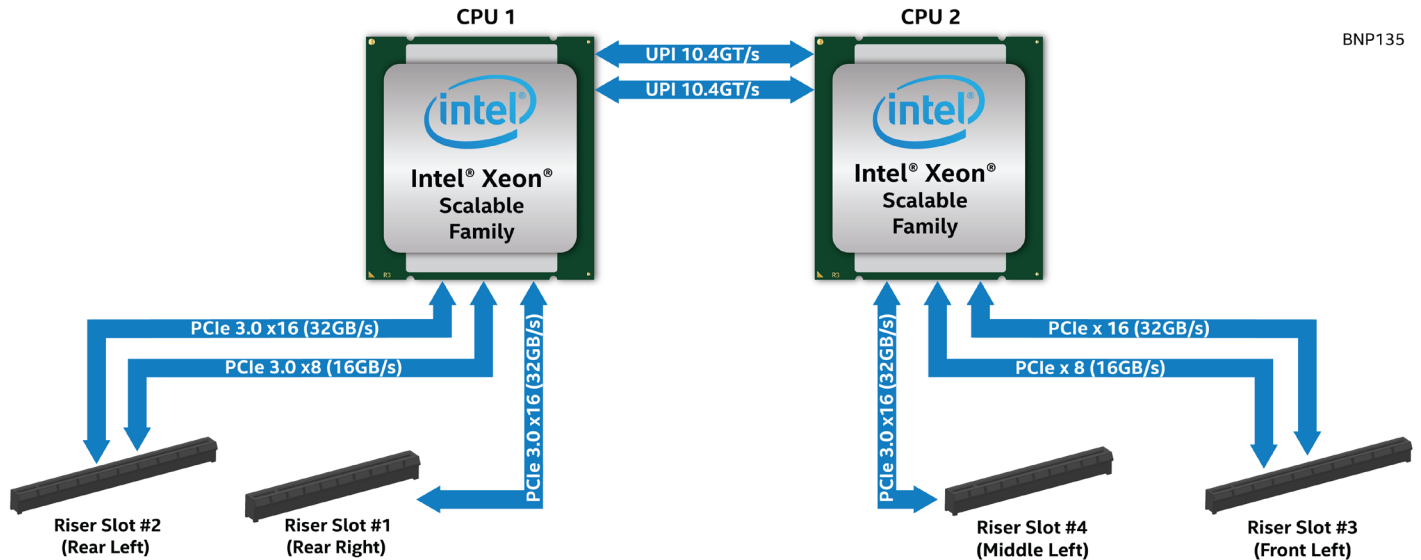 CPU 1
CPU 2
BNP135
UPI 10.4GT/s
UPI 10.4GT/s
intel®
Intel® Xeon®
Scalable
Family
R3
intel®
Intel® Xeon®
Scalable
Family
R3
PCIe 3.0 x16 (32GB/s)
PCIe 3.0 x8 (16GB/s)
PCIe 3.0 x16 (32GB/s)
PCIe 3.0 x16 (32GB/s)
PCIe x 16 (32GB/s)
PCIe x 8 (16GB/s)
Riser Slot #2
(Rear Left)
Riser Slot #1
(Rear Right)
Riser Slot #4
(Middle Left)
Riser Slot #3
(Front Left)